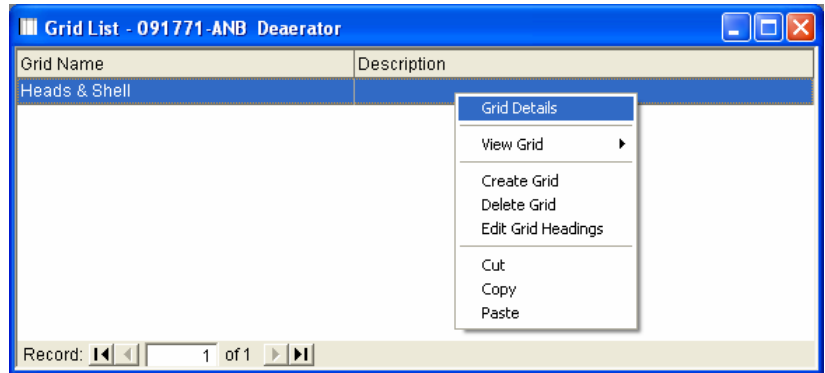 Grid List - 091771-ANB Deaerator
Grid Name Description
Heads & Shell
Grid Details
View Grid
Create Grid
Delete Grid
Edit Grid Headings
Cut
Copy
Paste
Record: 1 of 1